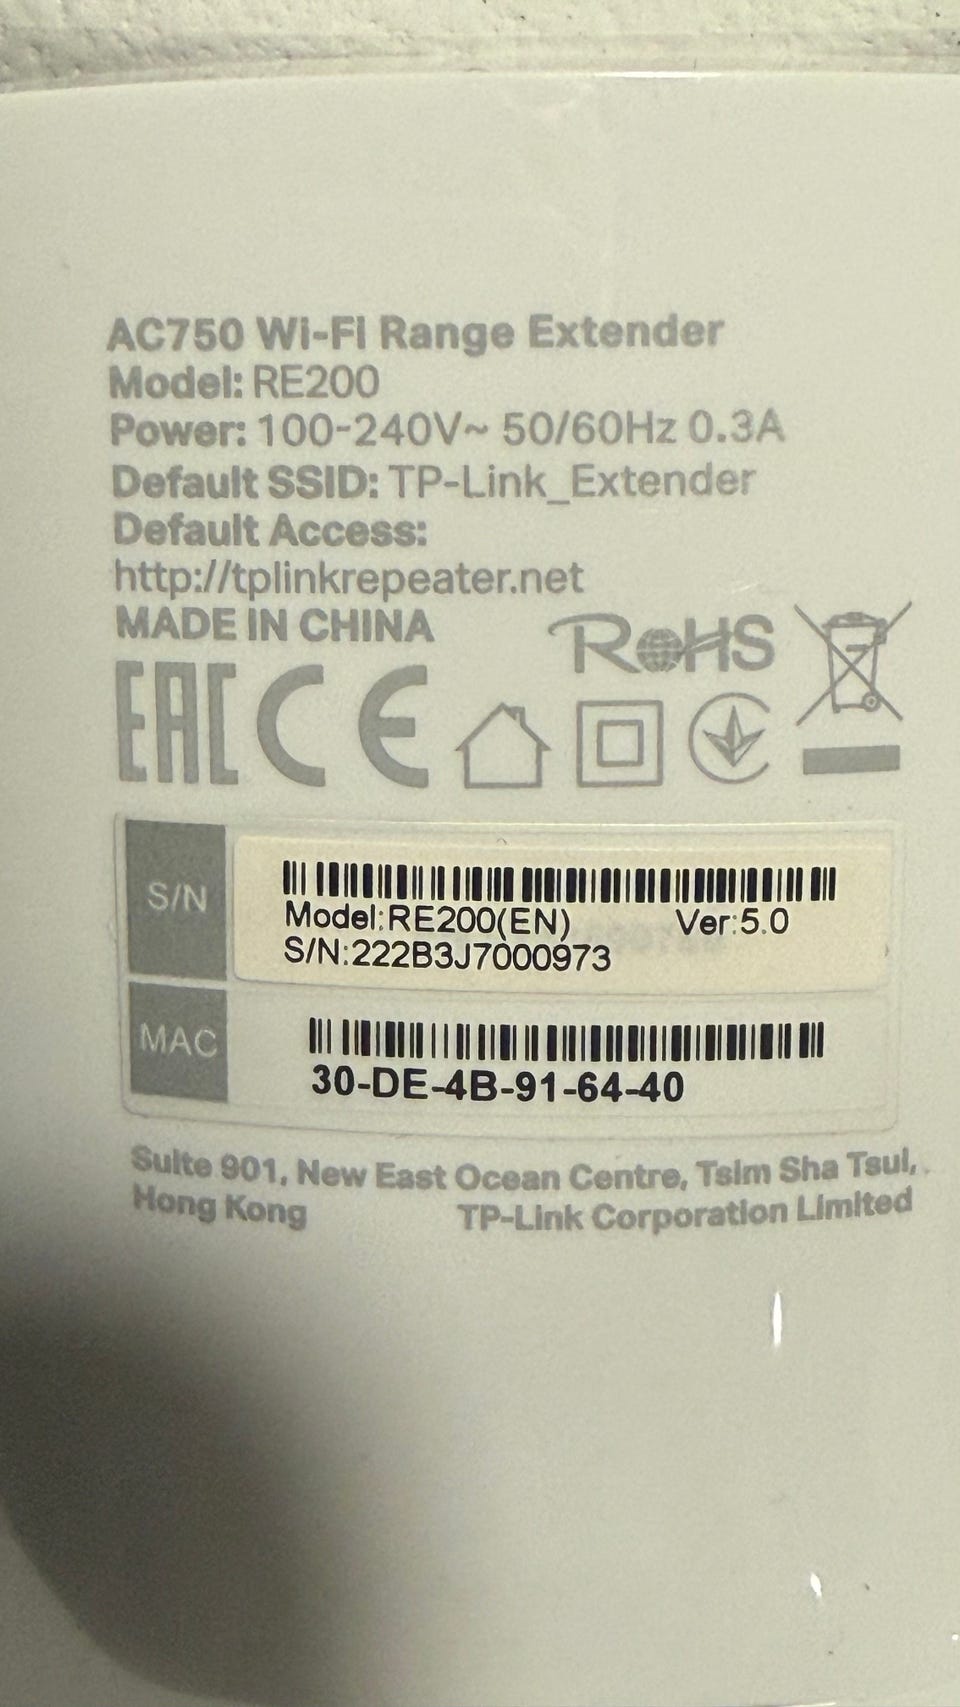 AC750 Wi-Fi Range Extender
Model: RE200
Power: 100-240V~ 50/60Hz 0.3A
Default SSID: TP-Link_Extender
Default Access:
http://tplinkrepeater.net
MADE IN CHINA
RoHS
EAC CE
S/N
Model:RE200(EN) Ver:5.0
S/N:222B3J7000973
MAC
30-DE-4B-91-64-40
Suite 901, New East Ocean Centre, Tsim Sha Tsui,
Hong Kong TP-Link Corporation Limited